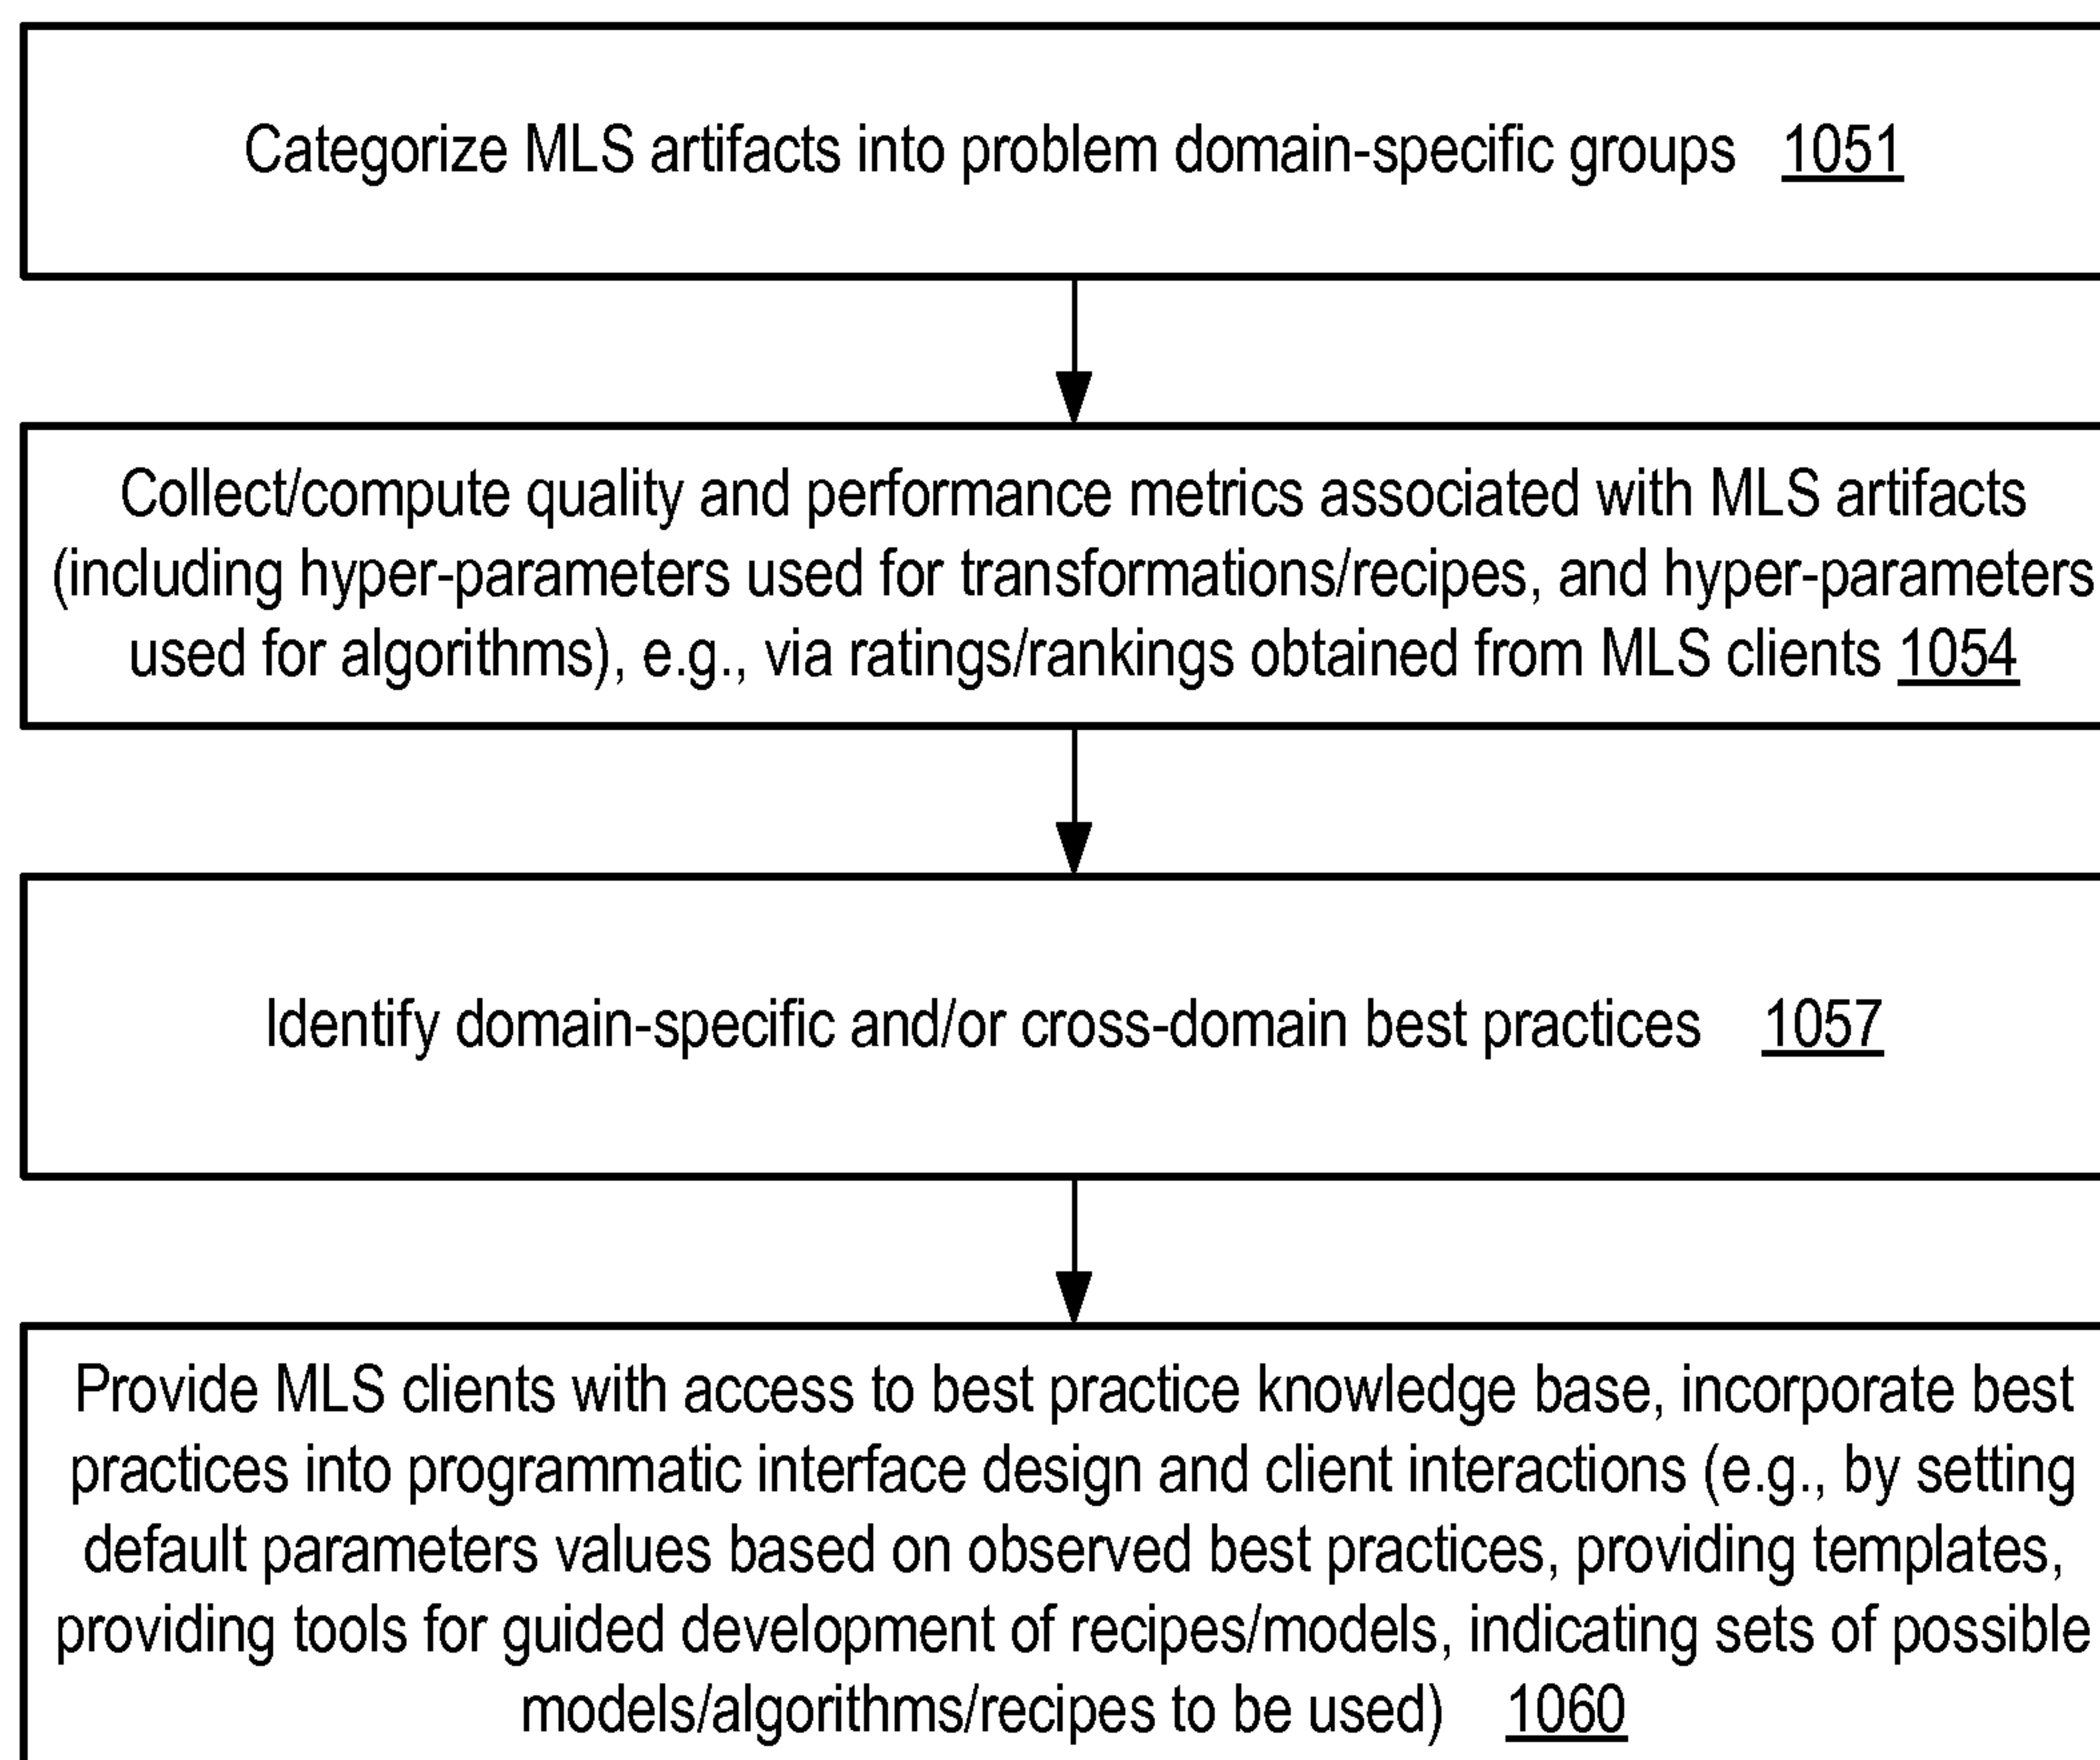 Categorize MLS artifacts into problem domain-specific groups 1051
Collect/compute quality and performance metrics associated with MLS artifacts
(including hyper-parameters used for transformations/recipes, and hyper-parameters
used for algorithms), e.g., via ratings/rankings obtained from MLS clients 1054
Identify domain-specific and/or cross-domain best practices 1057
Provide MLS clients with access to best practice knowledge base, incorporate best
practices into programmatic interface design and client interactions (e.g., by setting
default parameters values based on observed best practices, providing templates,
providing tools for guided development of recipes/models, indicating sets of possible
models/algorithms/recipes to be used) 1060